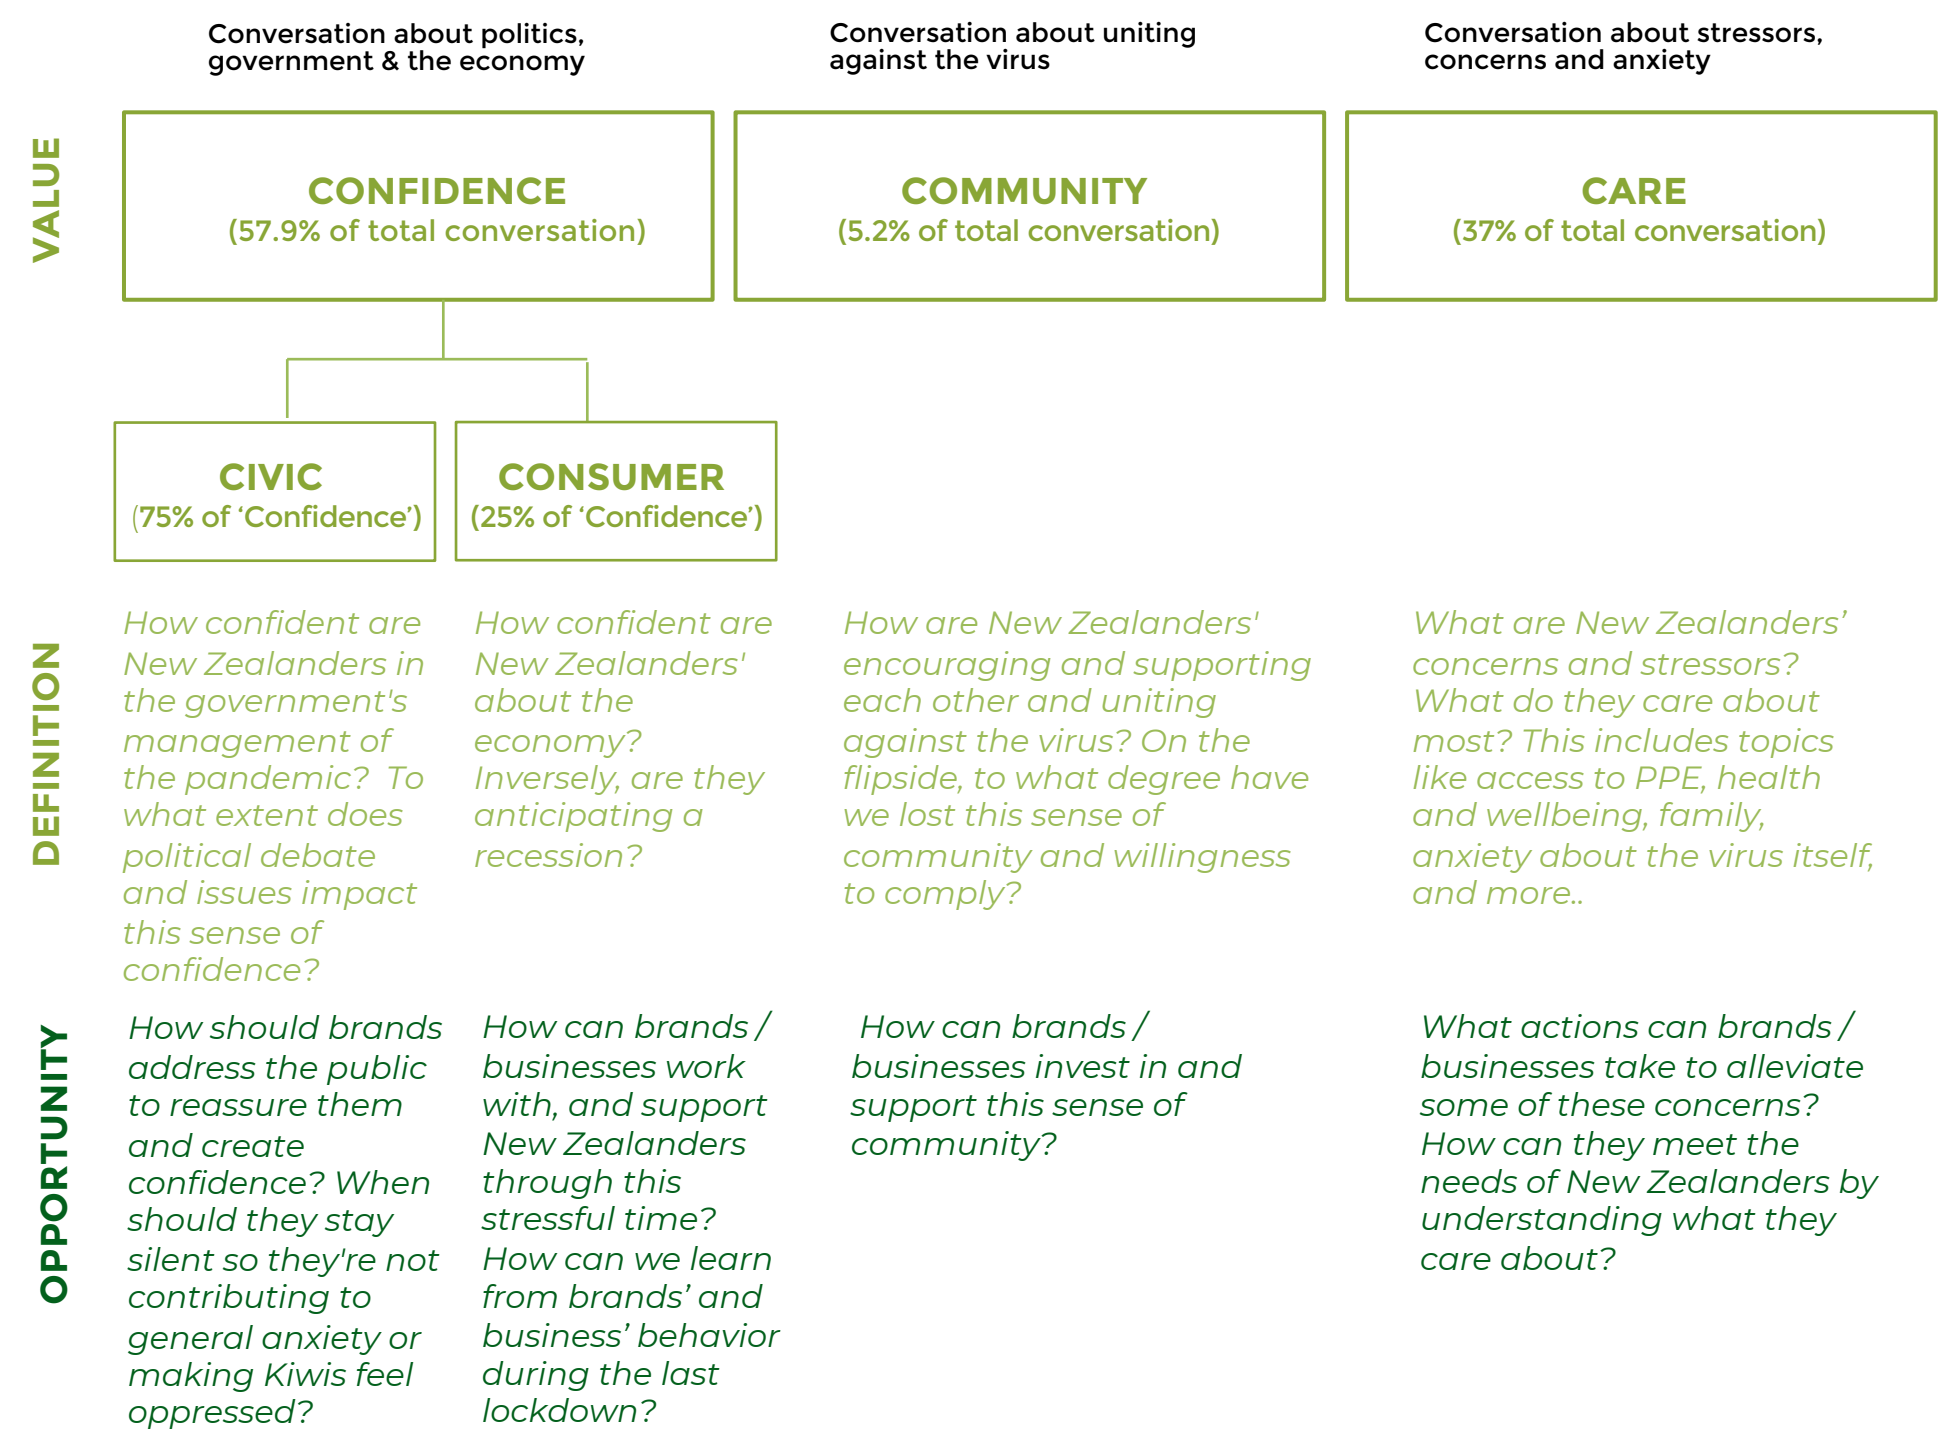 Conversation about politics,
government & the economy
Conversation about uniting
against the virus
Conversation about stressors,
concerns and anxiety
VALUE
CONFIDENCE
(57.9% of total conversation)
COMMUNITY
(5.2% of total conversation)
CARE
(37% of total conversation)
CIVIC
(75% of ‘Confidence’)
CONSUMER
(25% of ‘Confidence’)
DEFINITION
How confident are
New Zealanders in
the government's
management of
the pandemic?  To
what extent does
political debate
and issues impact
this sense of
confidence?
How confident are
New Zealanders'
about the
economy?
Inversely, are they
anticipating a
recession?
How are New Zealanders'
encouraging and supporting
each other and uniting
against the virus? On the
flipside, to what degree have
we lost this sense of
community and willingness
to comply?
What are New Zealanders’
concerns and stressors?
What do they care about
most? This includes topics
like access to PPE, health
and wellbeing, family,
anxiety about the virus itself,
and more..
OPPORTUNITY
How should brands
address the public
to reassure them
and create
confidence? When
should they stay
silent so they're not
contributing to
general anxiety or
making Kiwis feel
oppressed?
How can brands /
businesses work
with, and support
New Zealanders
through this
stressful time?
How can we learn
from brands’ and
business’ behavior
during the last
lockdown?
How can brands /
businesses invest in and
support this sense of
community?
What actions can brands /
businesses take to alleviate
some of these concerns?
How can they meet the
needs of New Zealanders by
understanding what they
care about?